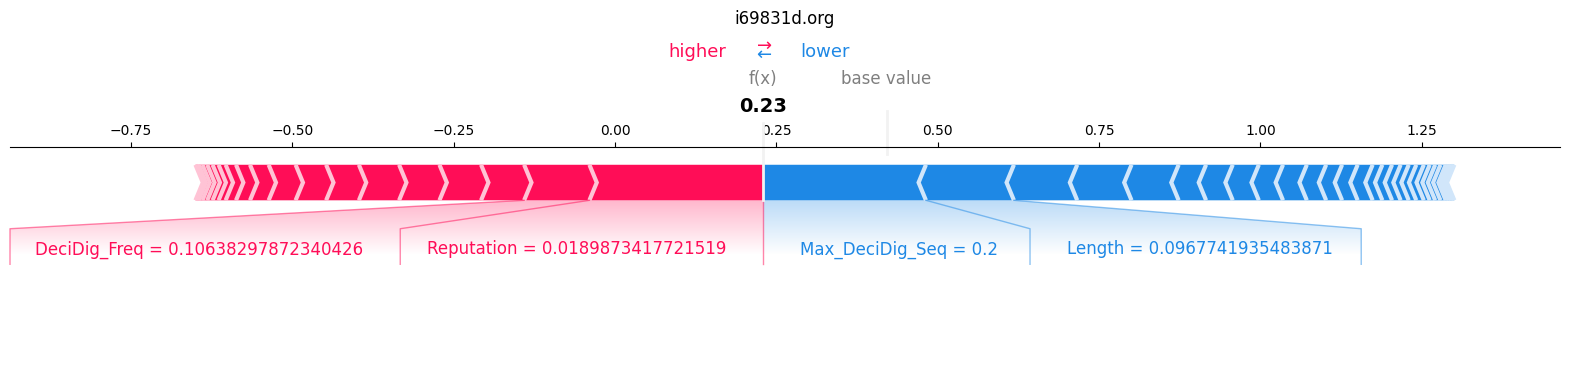 i69831d.org
higher ⇄ lower
f(x) base value
0.23
−0.75 −0.50 −0.25 0.00 0.25 0.50 0.75 1.00 1.25
DeciDig_Freq = 0.10638297872340426 Reputation = 0.0189873417721519 Max_DeciDig_Seq = 0.2 Length = 0.0967741935483871